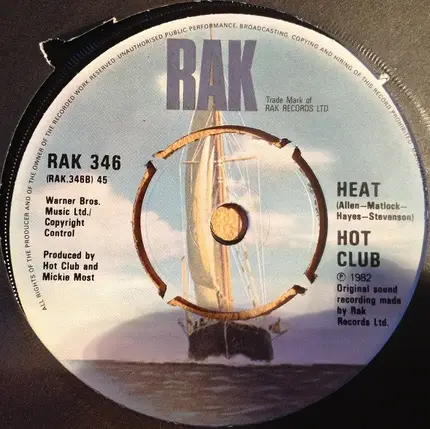 ALL RIGHTS OF THE PRODUCER AND OF THE OWNER OF THE RECORDED WORK RESERVED. UNAUTHORISED PUBLIC PERFORMANCE, BROADCASTING, COPYING AND HIRING OF THIS RECORD PROHIBITED
RAK
Trade Mark of
RAK RECORDS LTD
RAK 346
(RAK.346B) 45
Warner Bros.
Music Ltd./
Copyright
Control
Produced by
Hot Club and
Mickie Most
HEAT
(Allen–Matlock–
Hayes–Stevenson)
HOT
CLUB
℗ 1982
Original sound
recording made
by Rak
Records Ltd.